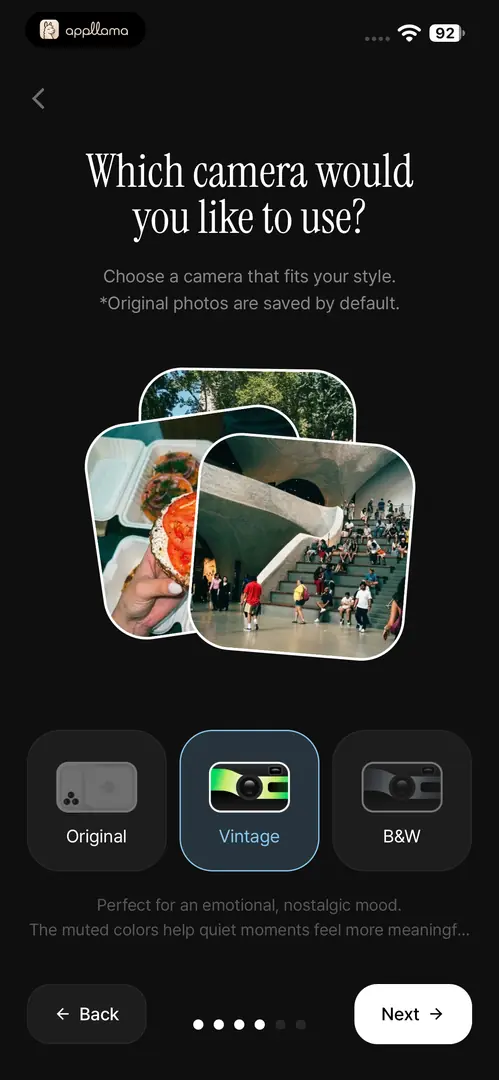 appllama
92
Which camera would
you like to use?
Choose a camera that fits your style.
*Original photos are saved by default.
Original
Vintage
B&W
Perfect for an emotional, nostalgic mood.
The muted colors help quiet moments feel more meaningf...
← Back
Next →